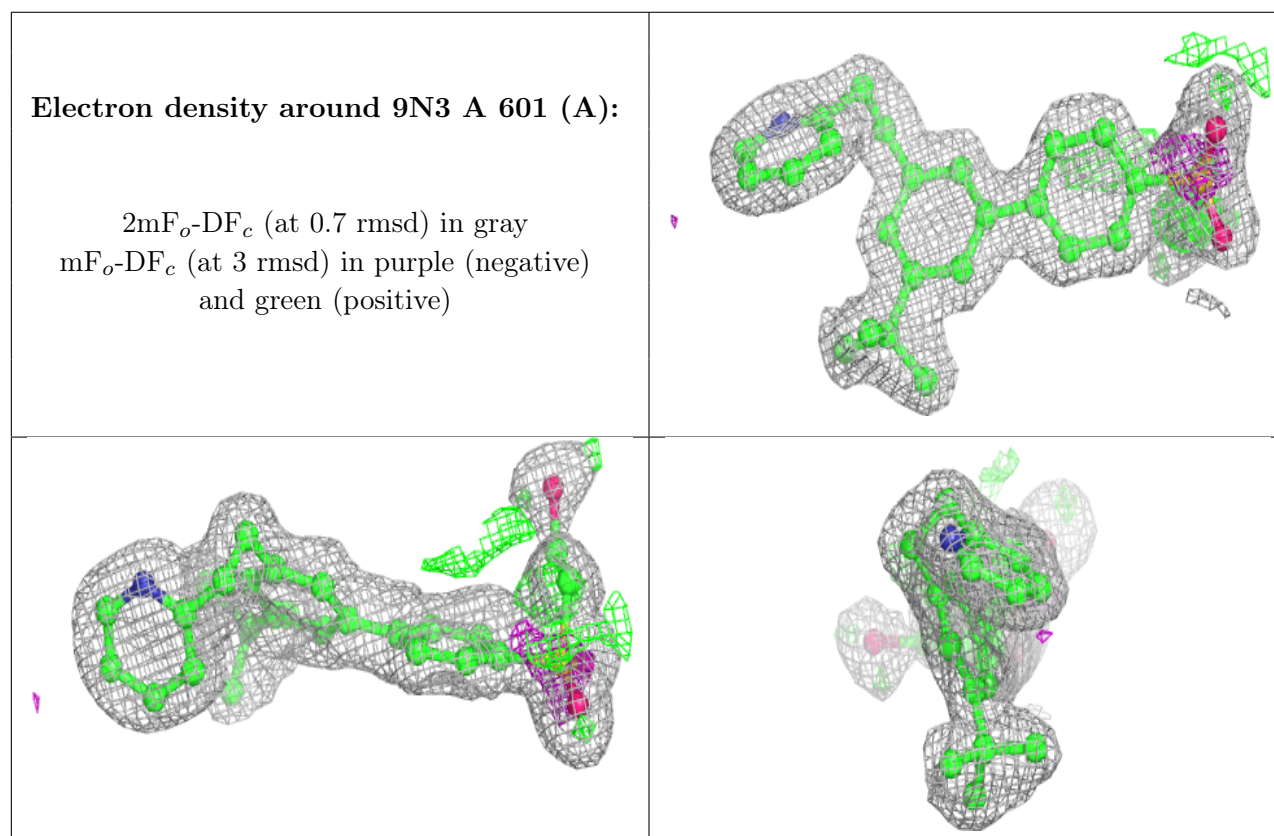 Electron density around 9N3 A 601 (A):
2mFₒ-DF𝒸 (at 0.7 rmsd) in gray
mFₒ-DF𝒸 (at 3 rmsd) in purple (negative)
and green (positive)